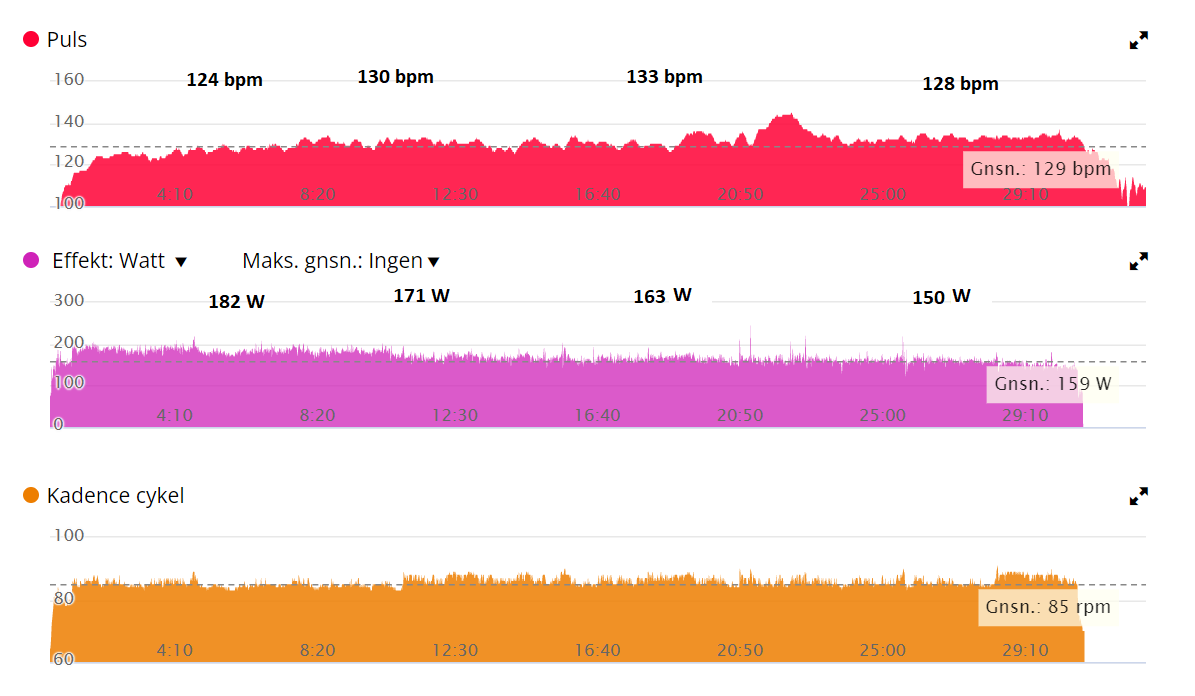 Puls
160
124 bpm
130 bpm
133 bpm
128 bpm
140
120
Gnsn.: 129 bpm
100
4:10
8:20
12:30
16:40
20:50
25:00
29:10
Effekt: Watt ▼
Maks. gnsn.: Ingen ▼
300
182 W
171 W
163 W
150 W
200
100
Gnsn.: 159 W
0
4:10
8:20
12:30
16:40
20:50
25:00
29:10
Kadence cykel
100
80
Gnsn.: 85 rpm
60
4:10
8:20
12:30
16:40
20:50
25:00
29:10